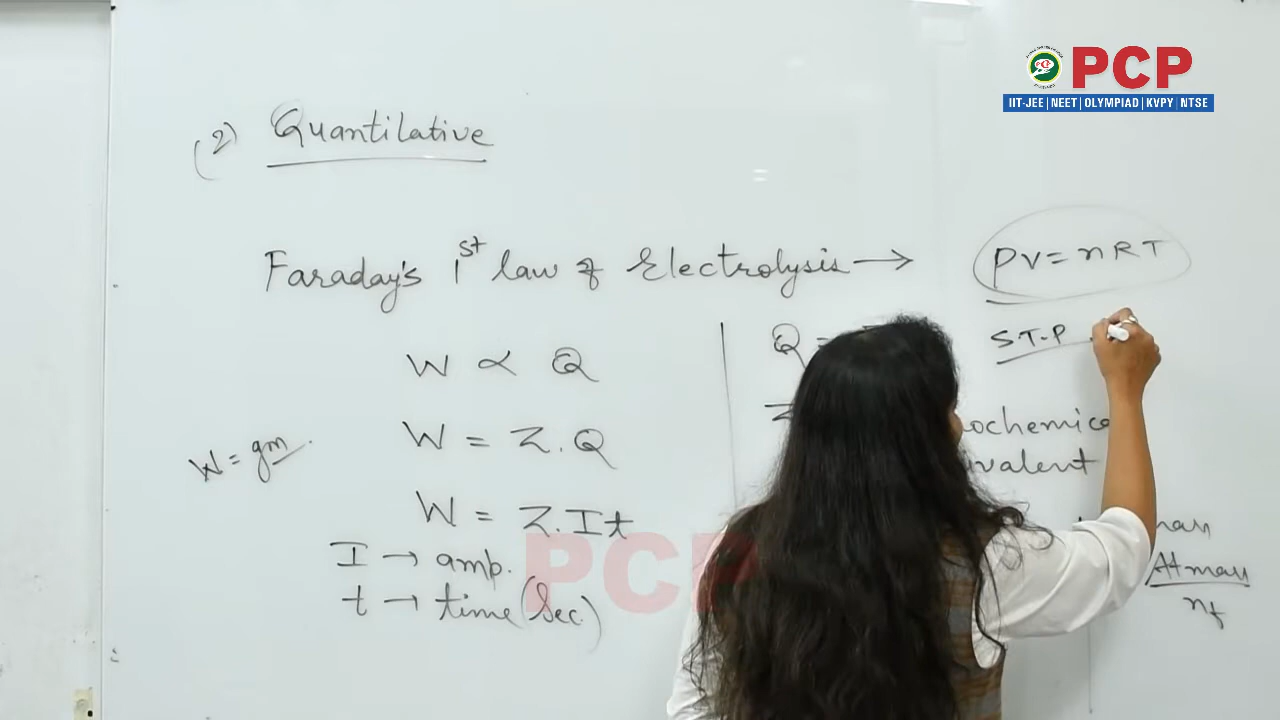 PCP
IIT-JEE | NEET | OLYMPIAD | KVPY | NTSE
(2) Quantilative
Faraday's 1st law of Electrolysis → PV = nRT
S.T.P
W ∝ Q
Q =
W = Z.Q
W = gm.
W = Z.It
I → amp.
t → time (Sec.)
ochemica
valent
mass
At mass
nf
PCP